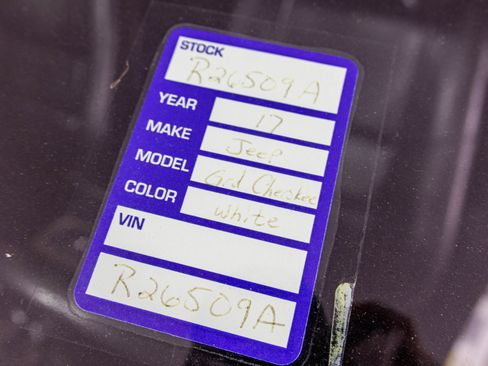 STOCK
R26509A
YEAR 17
MAKE Jeep
MODEL Grd Cherokee
COLOR White
VIN
R26509A